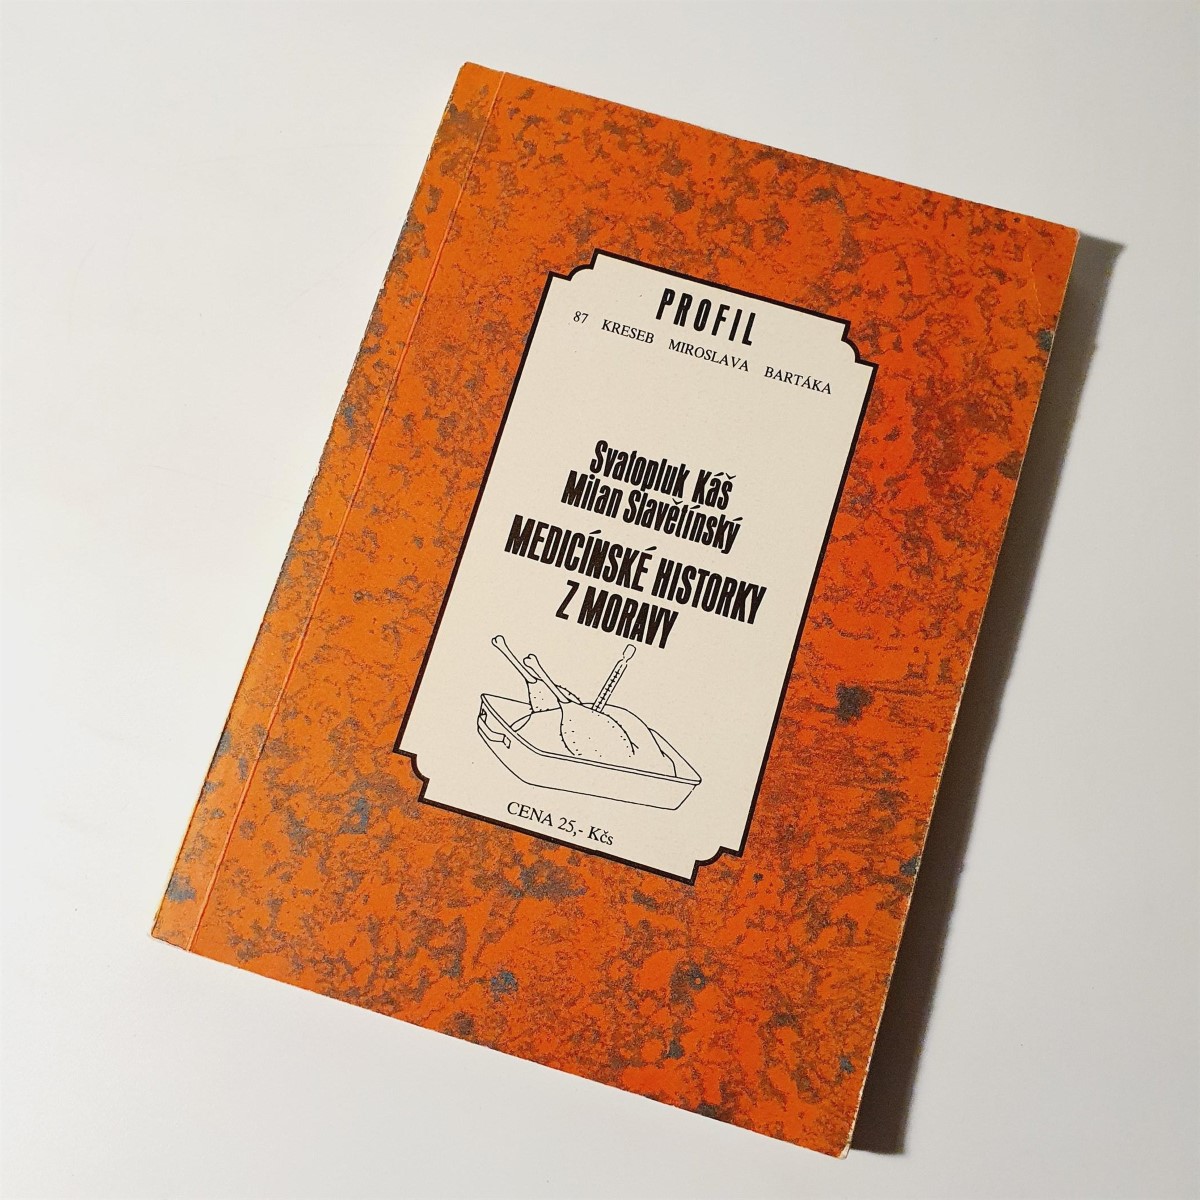 PROFIL
87 KRESEB MIROSLAVA BARTÁKA
Svatopluk Káš
Milan Slavětínský
MEDICÍNSKÉ HISTORKY
Z MORAVY
CENA 25,- Kčs